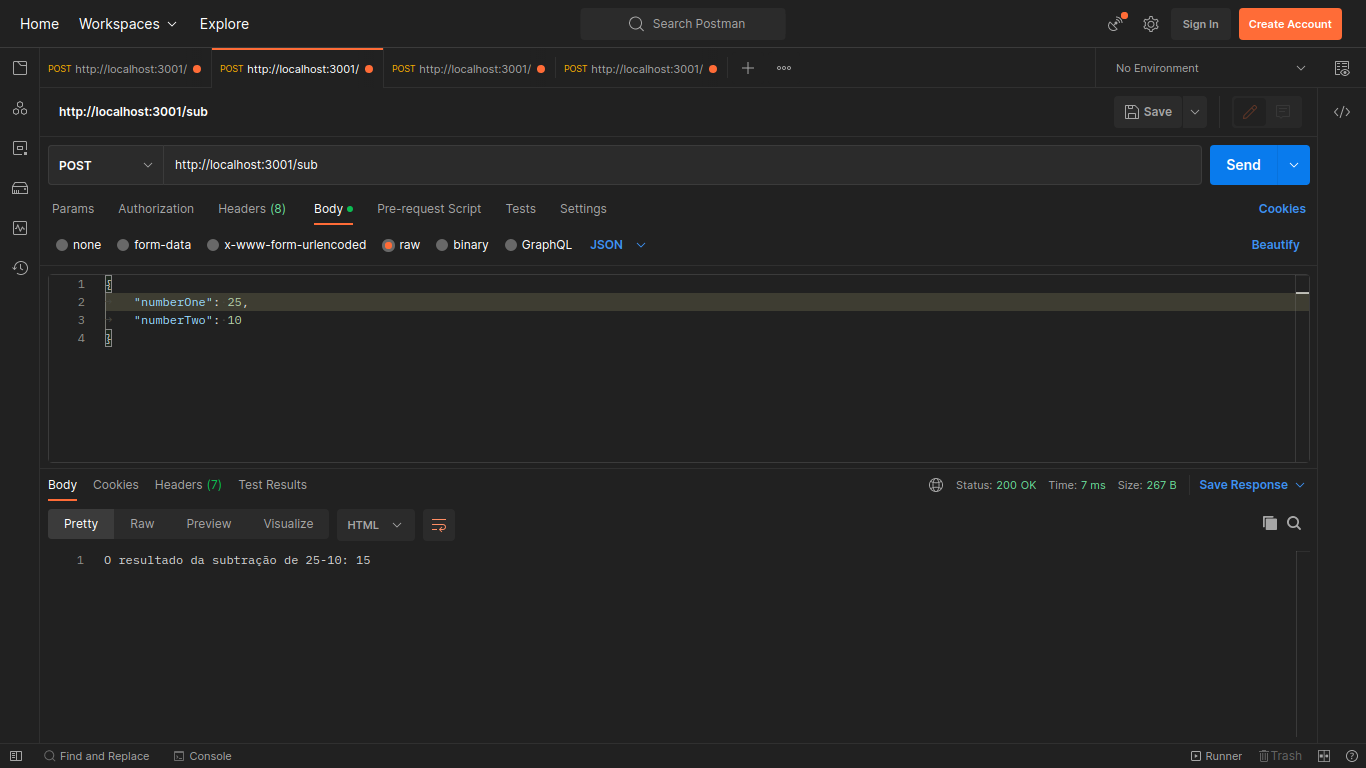 Home Workspaces Explore Search Postman Sign In Create Account
POST http://localhost:3001/ POST http://localhost:3001/ POST http://localhost:3001/ POST http://localhost:3001/ No Environment
http://localhost:3001/sub Save
POST http://localhost:3001/sub Send
Params Authorization Headers (8) Body Pre-request Script Tests Settings Cookies
none form-data x-www-form-urlencoded raw binary GraphQL JSON Beautify
1 {
2 "numberOne": 25,
3 "numberTwo": 10
4 }
Body Cookies Headers (7) Test Results Status: 200 OK Time: 7 ms Size: 267 B Save Response
Pretty Raw Preview Visualize HTML
1 O resultado da subtração de 25-10: 15
Find and Replace Console Runner Trash